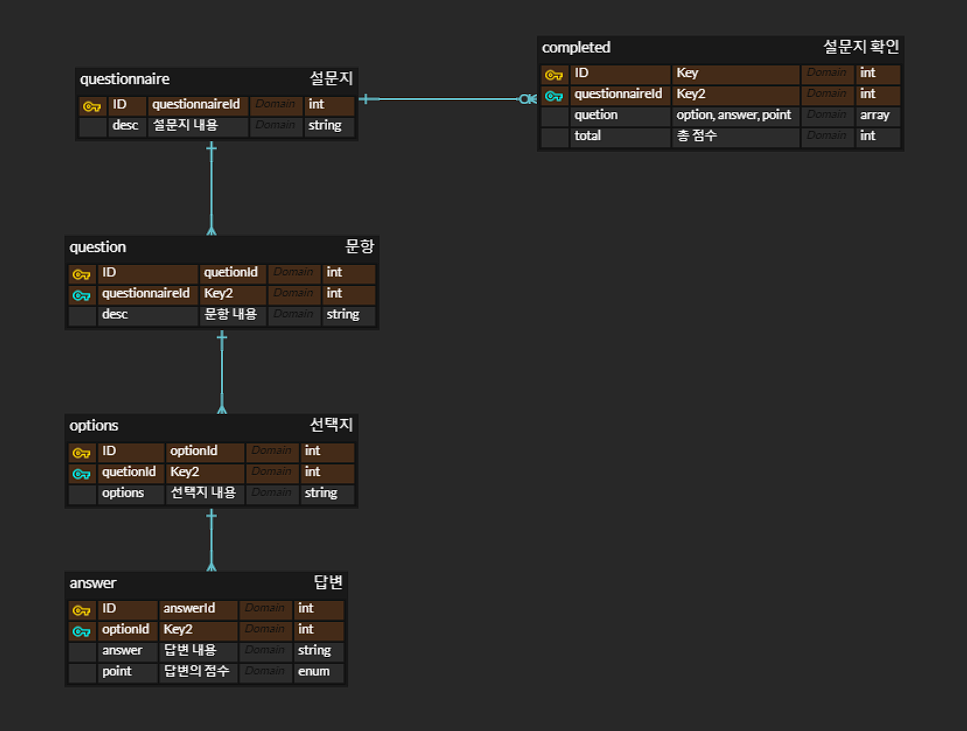 questionnaire 설문지
ID questionnaireId Domain int
desc 설문지 내용 Domain string
completed 설문지 확인
ID Key Domain int
questionnaireId Key2 Domain int
quetion option, answer, point Domain array
total 총 점수 Domain int
question 문항
ID quetionId Domain int
questionnaireId Key2 Domain int
desc 문항 내용 Domain string
options 선택지
ID optionId Domain int
quetionId Key2 Domain int
options 선택지 내용 Domain string
answer 답변
ID answerId Domain int
optionId Key2 Domain int
answer 답변 내용 Domain string
point 답변의 점수 Domain enum